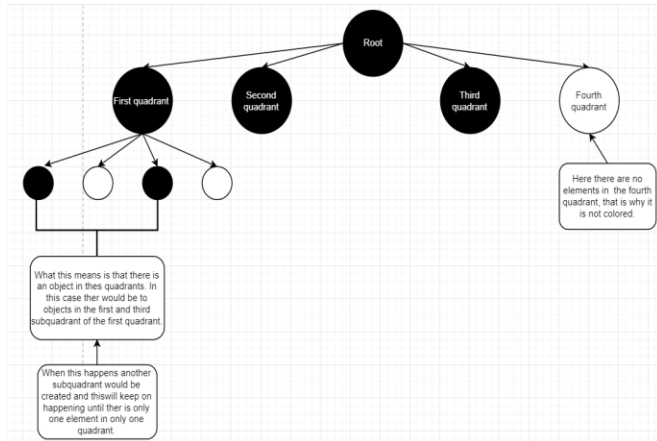 Root
First quadrant
Second
quadrant
Third
quadrant
Fourth
quadrant
Here there are no
elements in the fourth
quadrant, that is why it
is not colored.
What this means is that there is
an object in thes quadrants. In
this case ther would be to
objects in the first and third
subquadrant of the first quadrant.
When this happens another
subquadrant would be
created and thiswill keep on
happening until ther is only
one element in only one
quadrant.